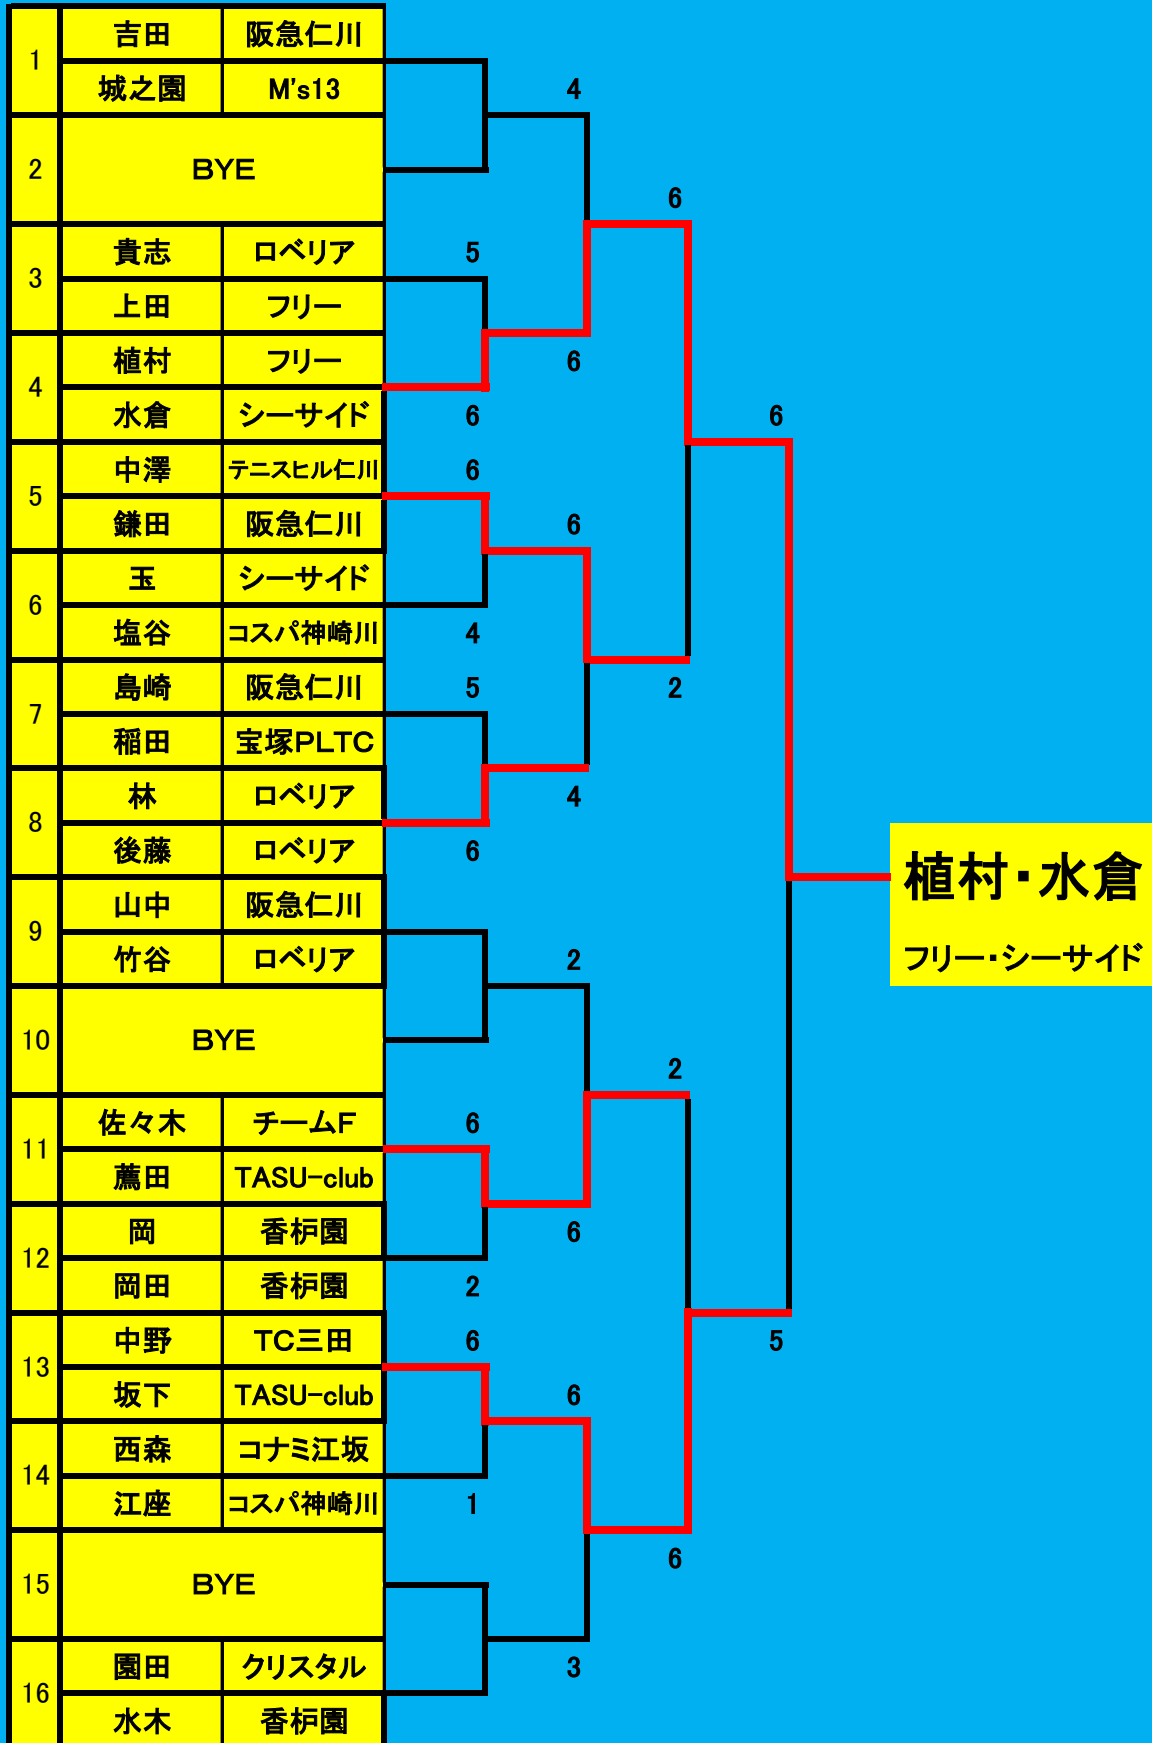 1 吉田 阪急仁川
城之園 M's13
4
2 BYE
6
3 貴志 ロベリア 5
上田 フリー
4 植村 フリー 6
水倉 シーサイド 6 6
5 中澤 テニスヒル仁川 6
鎌田 阪急仁川 6
6 玉 シーサイド
塩谷 コスパ神崎川 4
7 島崎 阪急仁川 5 2
稲田 宝塚PLTC
8 林 ロベリア 4
後藤 ロベリア 6
植村・水倉
9 山中 阪急仁川
竹谷 ロベリア 2
フリー・シーサイド
10 BYE
2
11 佐々木 チームF 6
薦田 TASU-club
12 岡 香枦園 6
岡田 香枦園 2
13 中野 TC三田 6 5
坂下 TASU-club 6
14 西森 コナミ江坂
江座 コスパ神崎川 1
6
15 BYE
16 園田 クリスタル 3
水木 香枦園